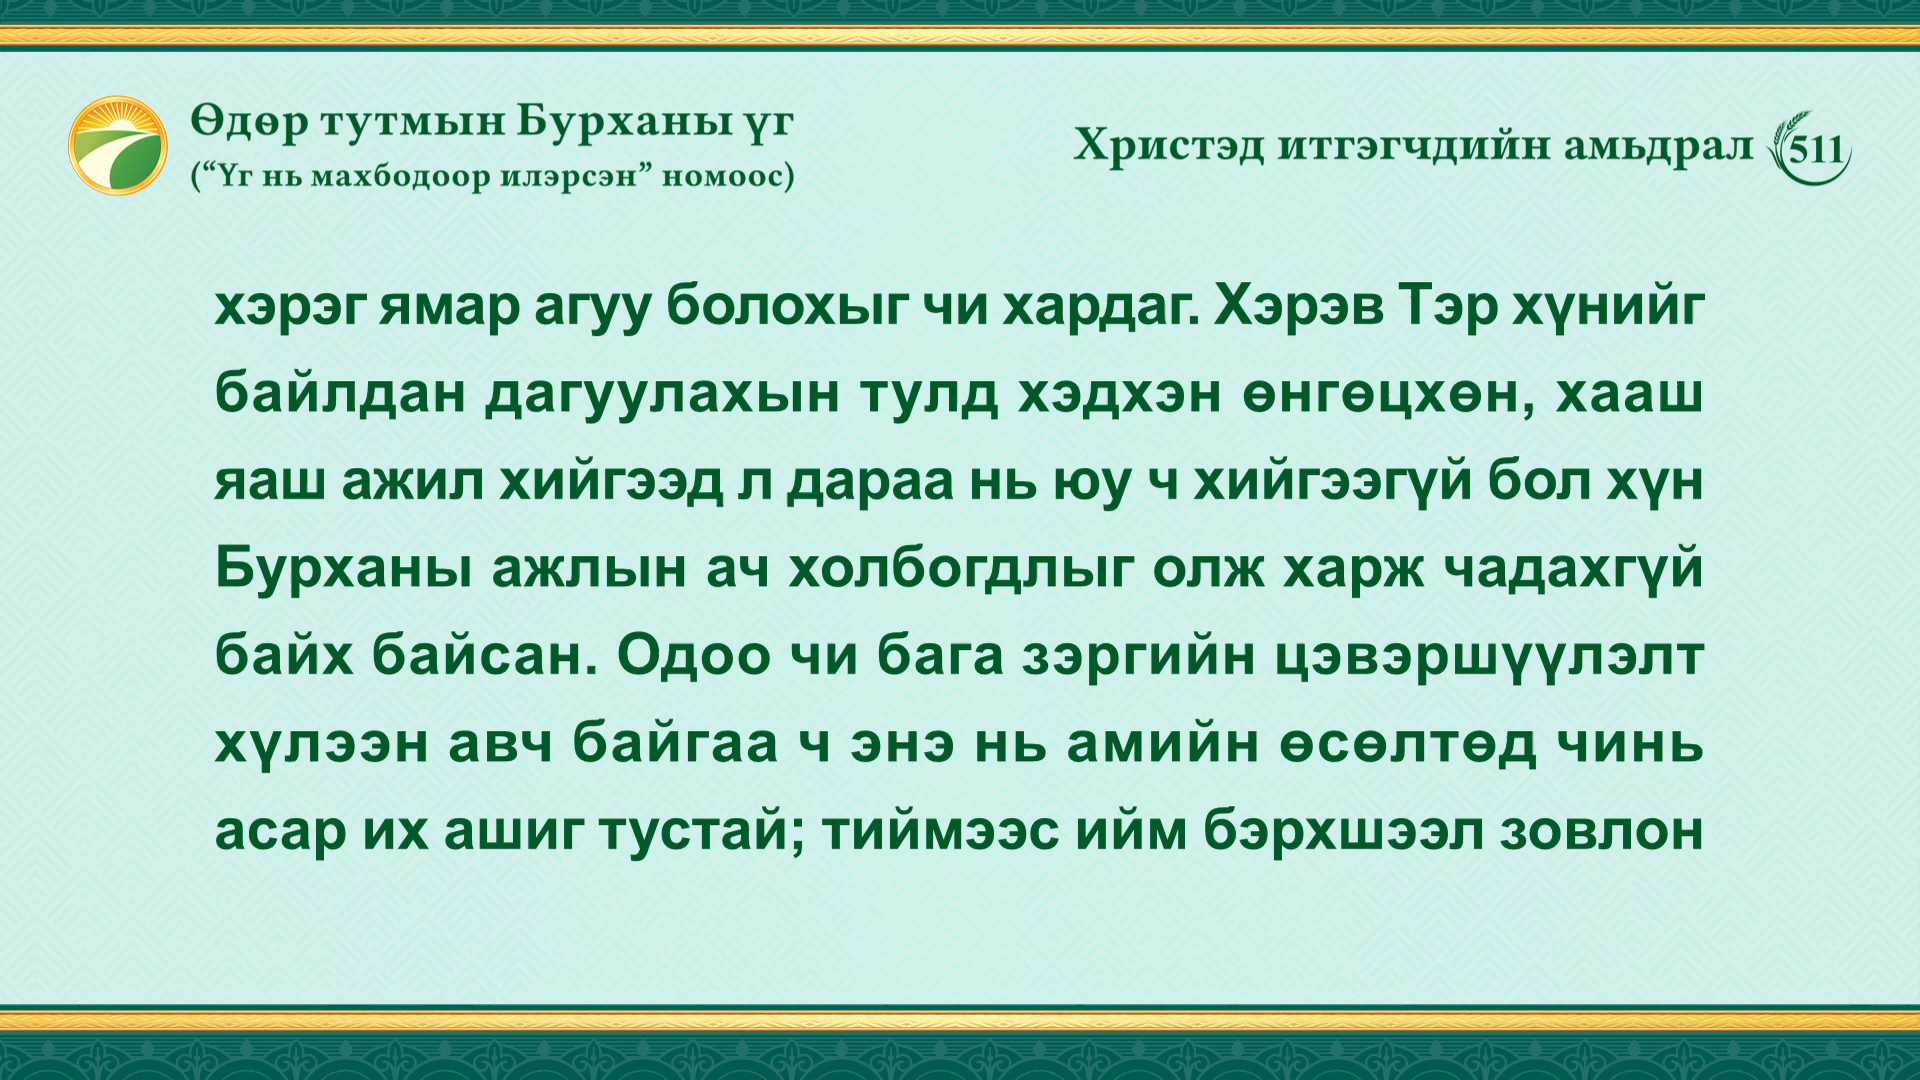 Өдөр тутмын Бурханы үг
(“Үг нь махбодоор илэрсэн” номоос)
Христэд итгэгчдийн амьдрал 511
хэрэг ямар агуу болохыг чи хардаг. Хэрэв Тэр хүнийг
байлдан дагуулахын тулд хэдхэн өнгөцхөн, хааш
яаш ажил хийгээд л дараа нь юу ч хийгээгүй бол хүн
Бурханы ажлын ач холбогдлыг олж харж чадахгүй
байх байсан. Одоо чи бага зэргийн цэвэршүүлэлт
хүлээн авч байгаа ч энэ нь амийн өсөлтөд чинь
асар их ашиг тустай; тиймээс ийм бэрхшээл зовлон